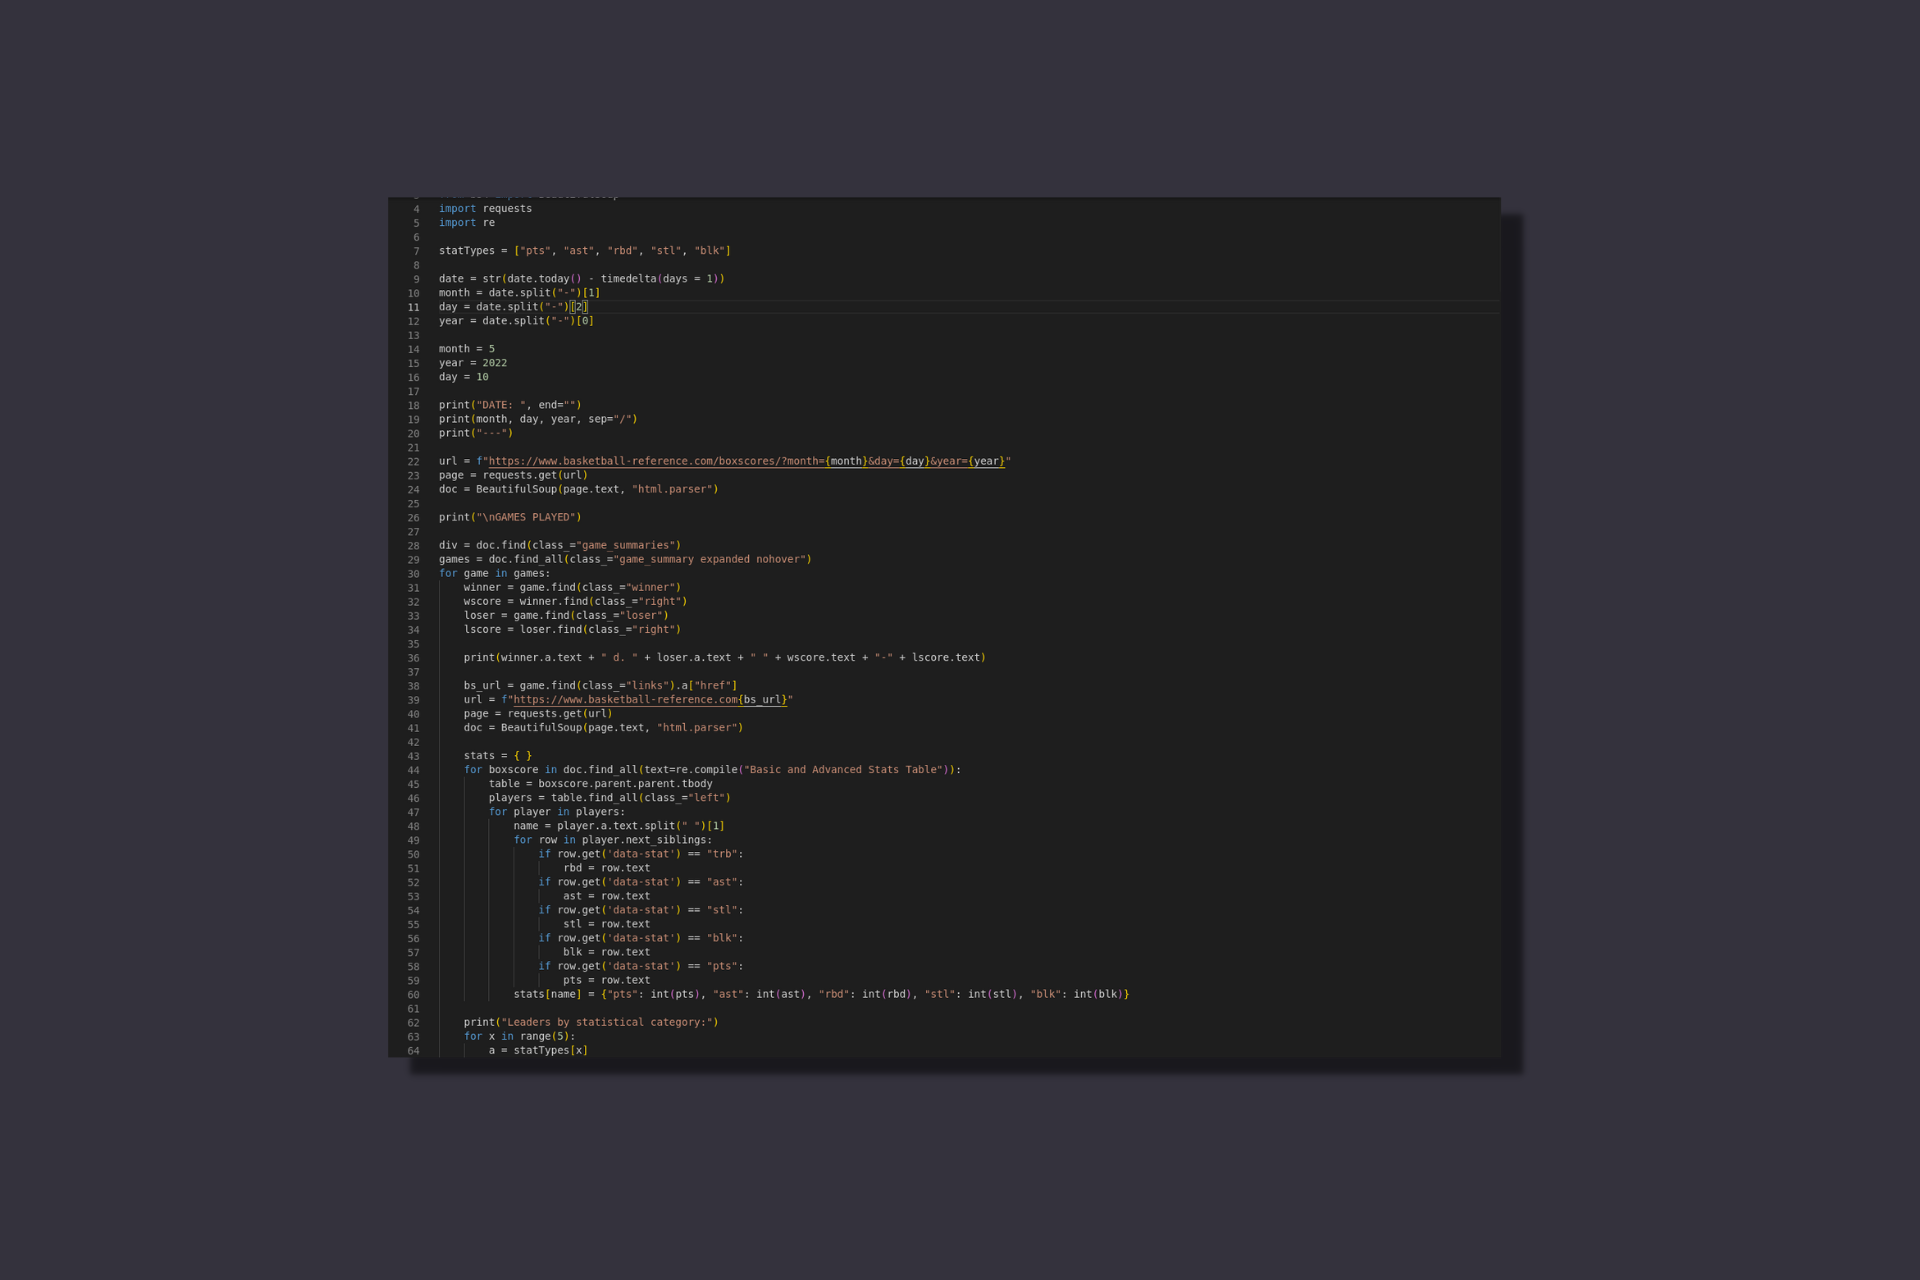 4 import requests
5 import re
6
7 statTypes = ["pts", "ast", "rbd", "stl", "blk"]
8
9 date = str(date.today() - timedelta(days = 1))
10 month = date.split("-")[1]
11 day = date.split("-")[2]
12 year = date.split("-")[0]
13
14 month = 5
15 year = 2022
16 day = 10
17
18 print("DATE: ", end="")
19 print(month, day, year, sep="/")
20 print("---")
21
22 url = f"https://www.basketball-reference.com/boxscores/?month={month}&day={day}&year={year}"
23 page = requests.get(url)
24 doc = BeautifulSoup(page.text, "html.parser")
25
26 print("\nGAMES PLAYED")
27
28 div = doc.find(class_="game_summaries")
29 games = doc.find_all(class_="game_summary expanded nohover")
30 for game in games:
31     winner = game.find(class_="winner")
32     wscore = winner.find(class_="right")
33     loser = game.find(class_="loser")
34     lscore = loser.find(class_="right")
35
36     print(winner.a.text + " d. " + loser.a.text + " " + wscore.text + "-" + lscore.text)
37
38     bs_url = game.find(class_="links").a["href"]
39     url = f"https://www.basketball-reference.com{bs_url}"
40     page = requests.get(url)
41     doc = BeautifulSoup(page.text, "html.parser")
42
43     stats = { }
44     for boxscore in doc.find_all(text=re.compile("Basic and Advanced Stats Table")):
45         table = boxscore.parent.parent.tbody
46         players = table.find_all(class_="left")
47         for player in players:
48             name = player.a.text.split(" ")[1]
49             for row in player.next_siblings:
50                 if row.get('data-stat') == "trb":
51                     rbd = row.text
52                 if row.get('data-stat') == "ast":
53                     ast = row.text
54                 if row.get('data-stat') == "stl":
55                     stl = row.text
56                 if row.get('data-stat') == "blk":
57                     blk = row.text
58                 if row.get('data-stat') == "pts":
59                     pts = row.text
60             stats[name] = {"pts": int(pts), "ast": int(ast), "rbd": int(rbd), "stl": int(stl), "blk": int(blk)}
61
62     print("Leaders by statistical category:")
63     for x in range(5):
64         a = statTypes[x]